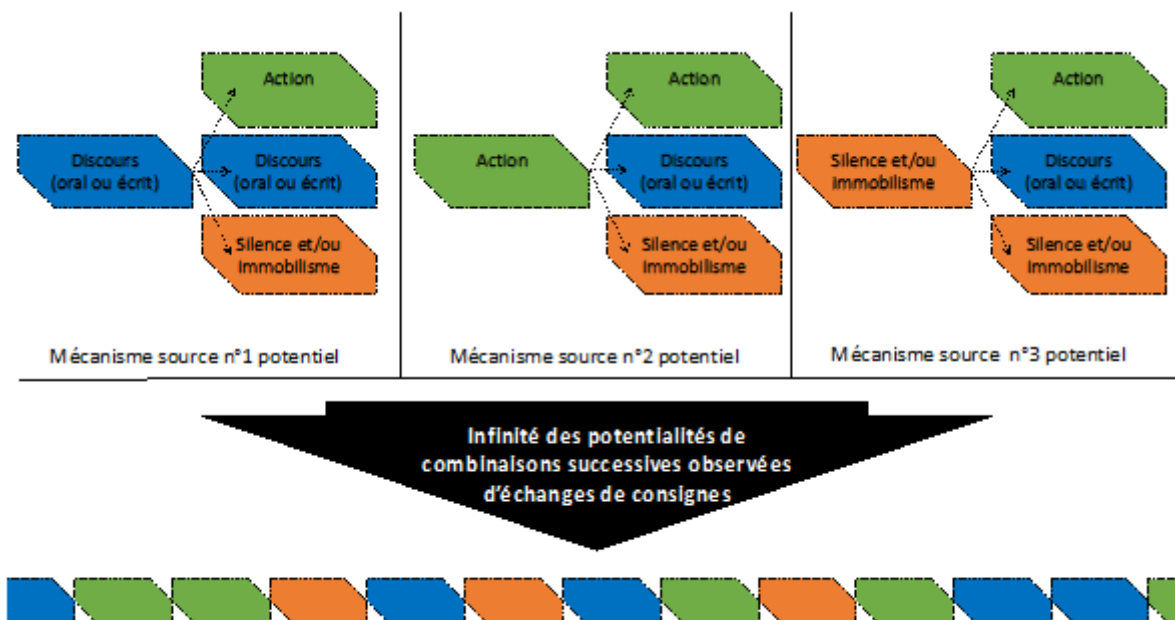 Action
Discours
(oral ou écrit)
Discours
(oral ou écrit)
Silence et/ou
immobilisme
Mécanisme source n°1 potentiel
Action
Action
Discours
(oral ou écrit)
Silence et/ou
immobilisme
Mécanisme source n°2 potentiel
Action
Silence et/ou
immobilisme
Discours
(oral ou écrit)
Silence et/ou
immobilisme
Mécanisme source n°3 potentiel
Infinité des potentialités de
combinaisons successives observées
d'échanges de consignes